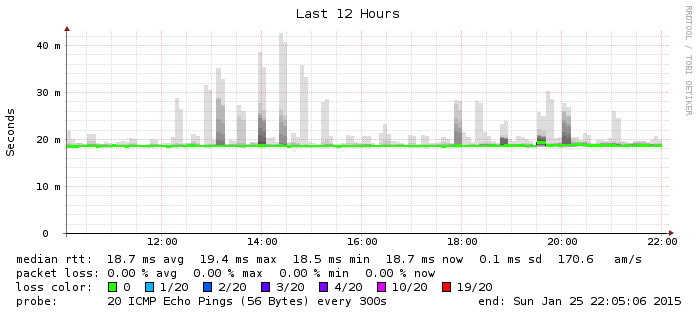 Last 12 Hours
RRDTOOL / TOBI OETIKER
Seconds
40 m
30 m
20 m
10 m
0
12:00 14:00 16:00 18:00 20:00 22:00
median rtt: 18.7 ms avg 19.4 ms max 18.5 ms min 18.7 ms now 0.1 ms sd 170.6 am/s
packet loss: 0.00 % avg 0.00 % max 0.00 % min 0.00 % now
loss color: 0 1/20 2/20 3/20 4/20 10/20 19/20
probe: 20 ICMP Echo Pings (56 Bytes) every 300s end: Sun Jan 25 22:05:06 2015